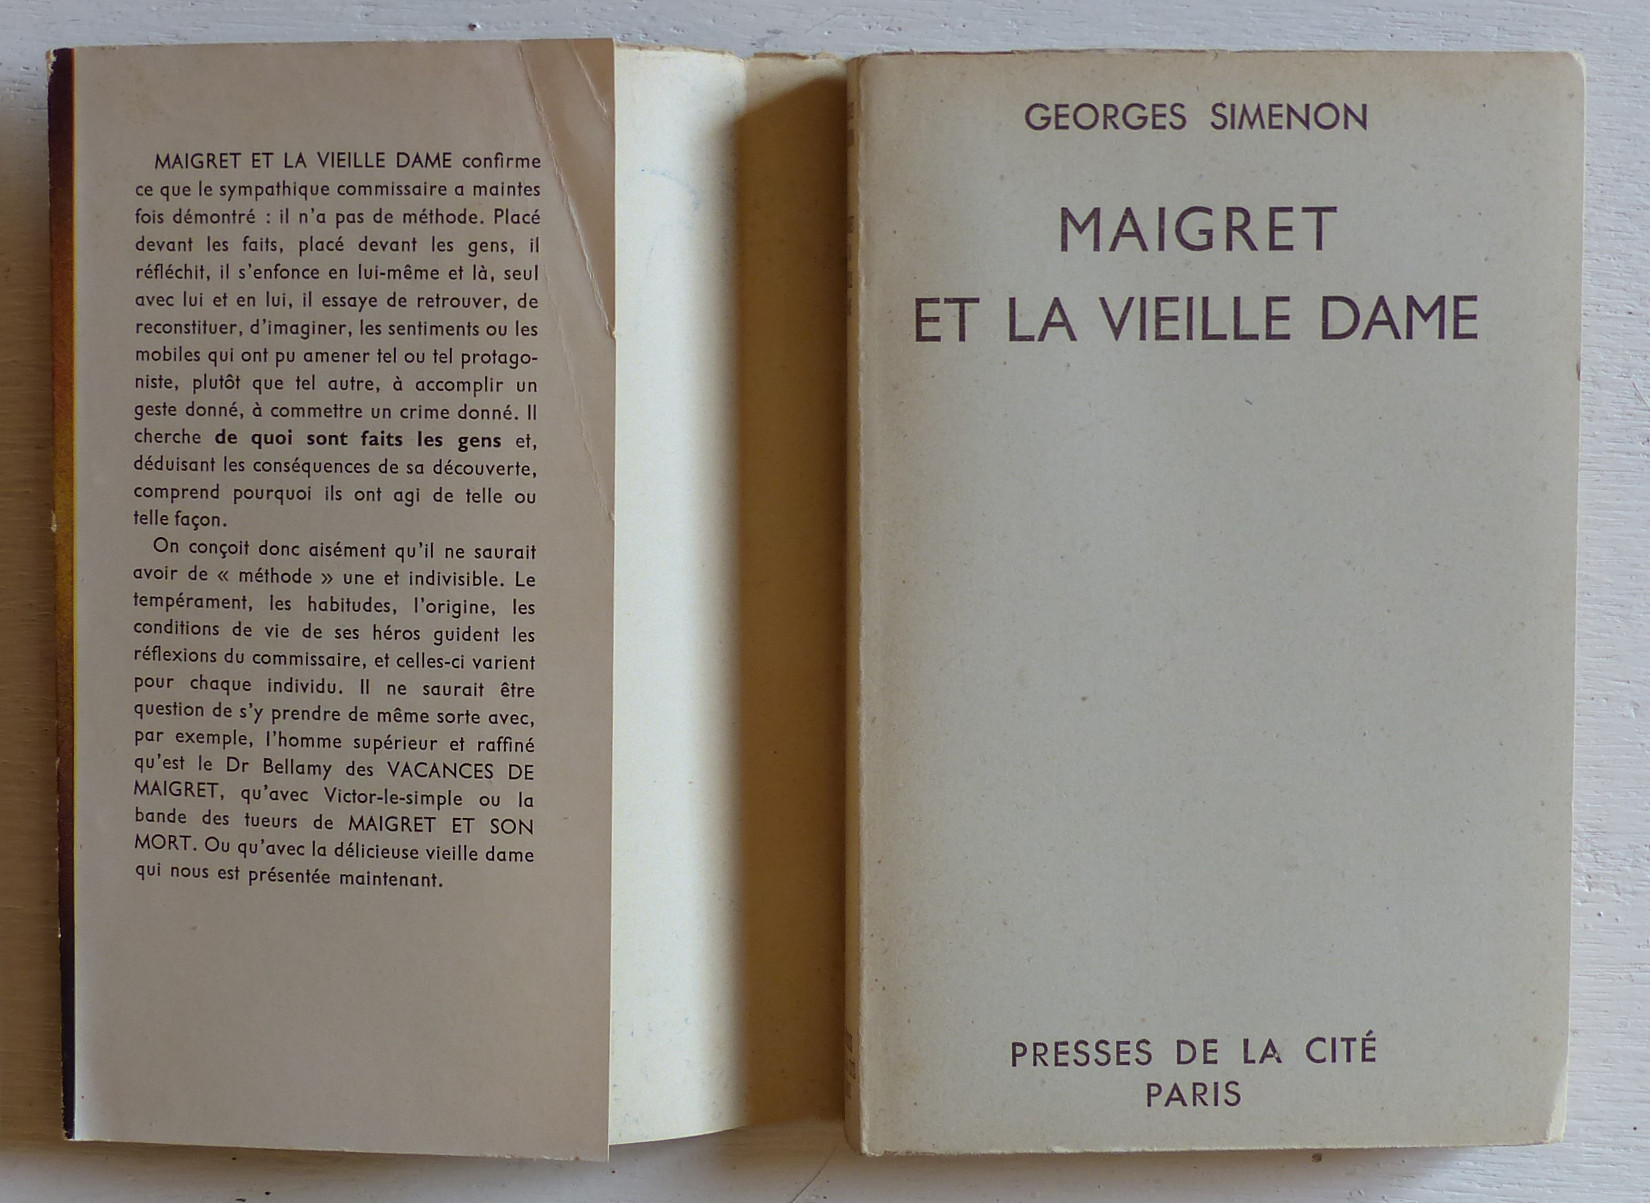 MAIGRET ET LA VIEILLE DAME confirme
ce que le sympathique commissaire a maintes
fois démontré : il n'a pas de méthode. Placé
devant les faits, placé devant les gens, il
réfléchit, il s'enfonce en lui-même et là, seul
avec lui et en lui, il essaye de retrouver, de
reconstituer, d'imaginer, les sentiments ou les
mobiles qui ont pu amener tel ou tel protago-
niste, plutôt que tel autre, à accomplir un
geste donné, à commettre un crime donné. Il
cherche de quoi sont faits les gens et,
déduisant les conséquences de sa découverte,
comprend pourquoi ils ont agi de telle ou
telle façon.
On conçoit donc aisément qu'il ne saurait
avoir de « méthode » une et indivisible. Le
tempérament, les habitudes, l'origine, les
conditions de vie de ses héros guident les
réflexions du commissaire, et celles-ci varient
pour chaque individu. Il ne saurait être
question de s'y prendre de même sorte avec,
par exemple, l'homme supérieur et raffiné
qu'est le Dr Bellamy des VACANCES DE
MAIGRET, qu'avec Victor-le-simple ou la
bande des tueurs de MAIGRET ET SON
MORT. Ou qu'avec la délicieuse vieille dame
qui nous est présentée maintenant.
GEORGES SIMENON
MAIGRET
ET LA VIEILLE DAME
PRESSES DE LA CITÉ
PARIS